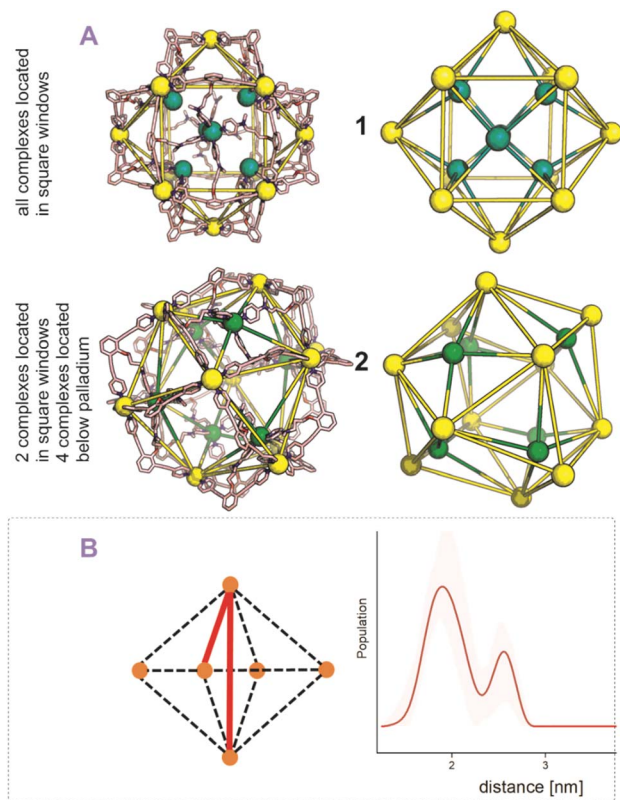 A
all complexes located
in square windows
1
2 complexes located
in square windows
4 complexes located
below palladium
2
B
Population
2
3
distance [nm]